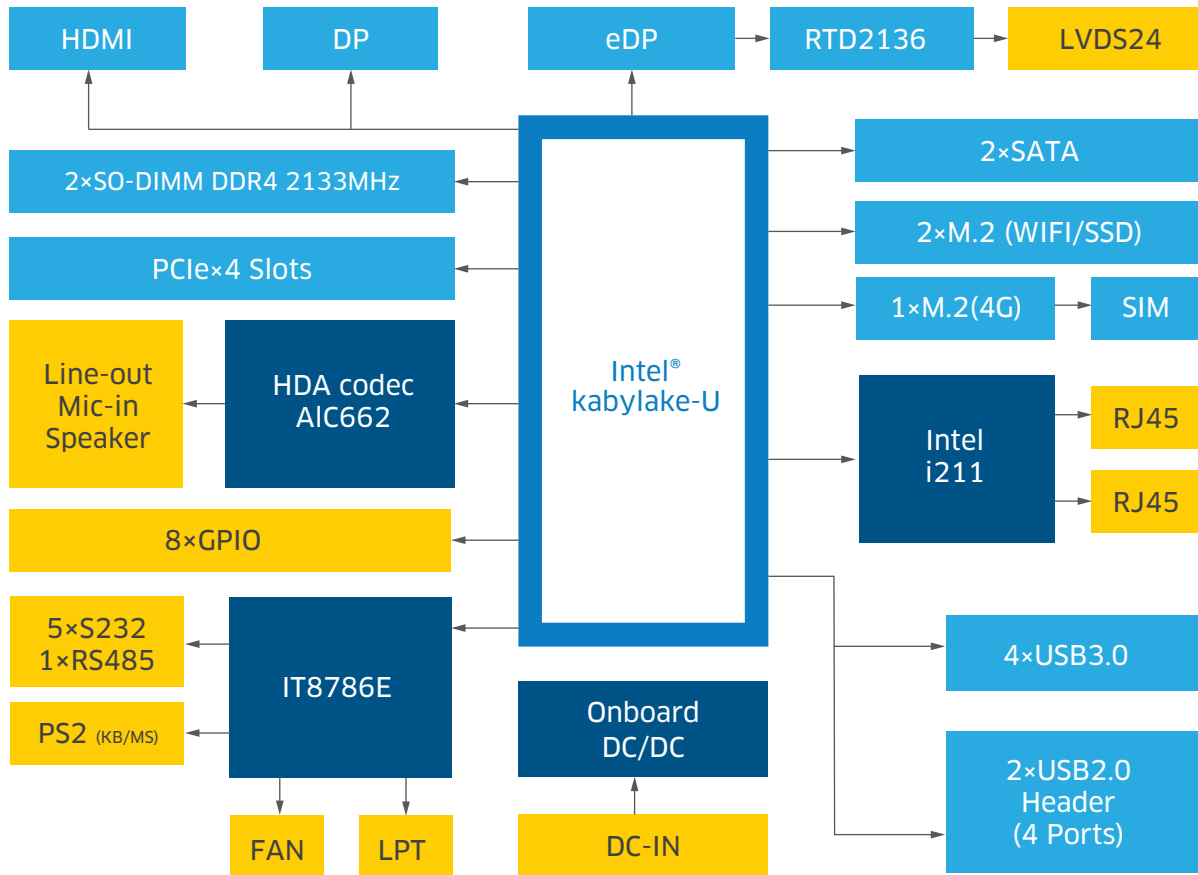 HDMI
DP
eDP
RTD2136
LVDS24
2×SATA
2×SO-DIMM DDR4 2133MHz
2×M.2 (WIFI/SSD)
PCIe×4 Slots
1×M.2(4G)
SIM
Line-out
Mic-in
Speaker
HDA codec
AlC662
Intel®
kabylake-U
Intel
i211
RJ45
RJ45
8×GPIO
5×S232
1×RS485
IT8786E
PS2 (KB/MS)
4×USB3.0
Onboard
DC/DC
2×USB2.0
Header
(4 Ports)
FAN
LPT
DC-IN